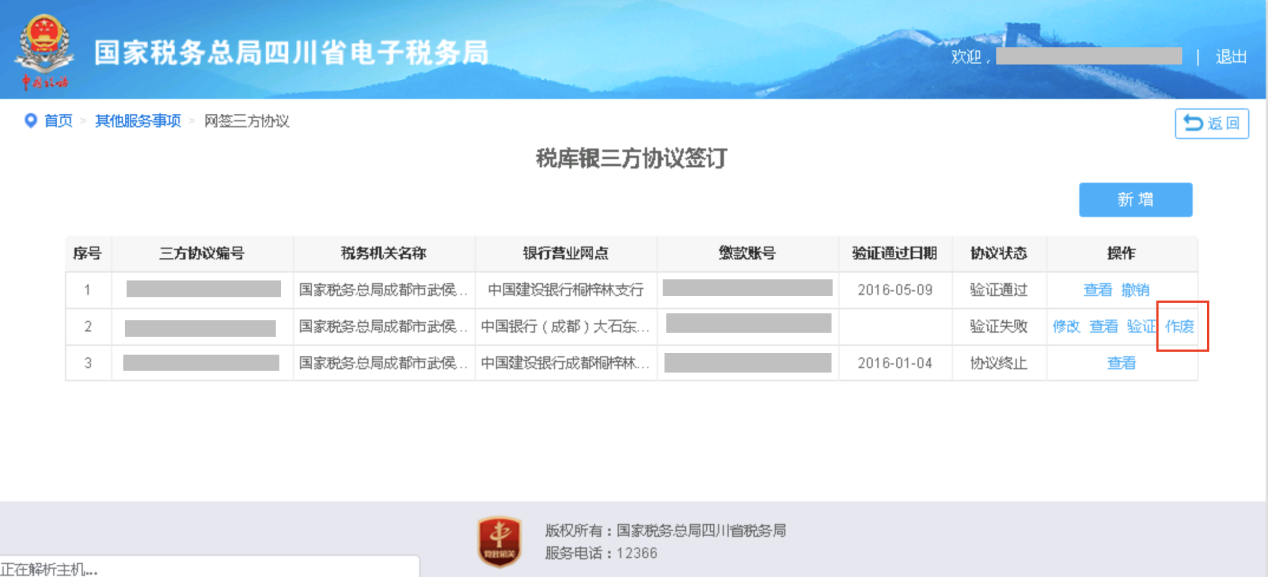 国家税务总局四川省电子税务局
欢迎， | 退出
首页 > 其他服务事项 > 网签三方协议
返回
税库银三方协议签订
新增
序号 三方协议编号 税务机关名称 银行营业网点 缴款账号 验证通过日期 协议状态 操作
1 国家税务总局成都市武侯... 中国建设银行桐梓林支行 2016-05-09 验证通过 查看 撤销
2 国家税务总局成都市武侯... 中国银行（成都）大石东... 验证失败 修改 查看 验证 作废
3 国家税务总局成都市武侯... 中国建设银行成都桐梓林... 2016-01-04 协议终止 查看
党政机关
版权所有：国家税务总局四川省税务局
服务电话：12366
正在解析主机...